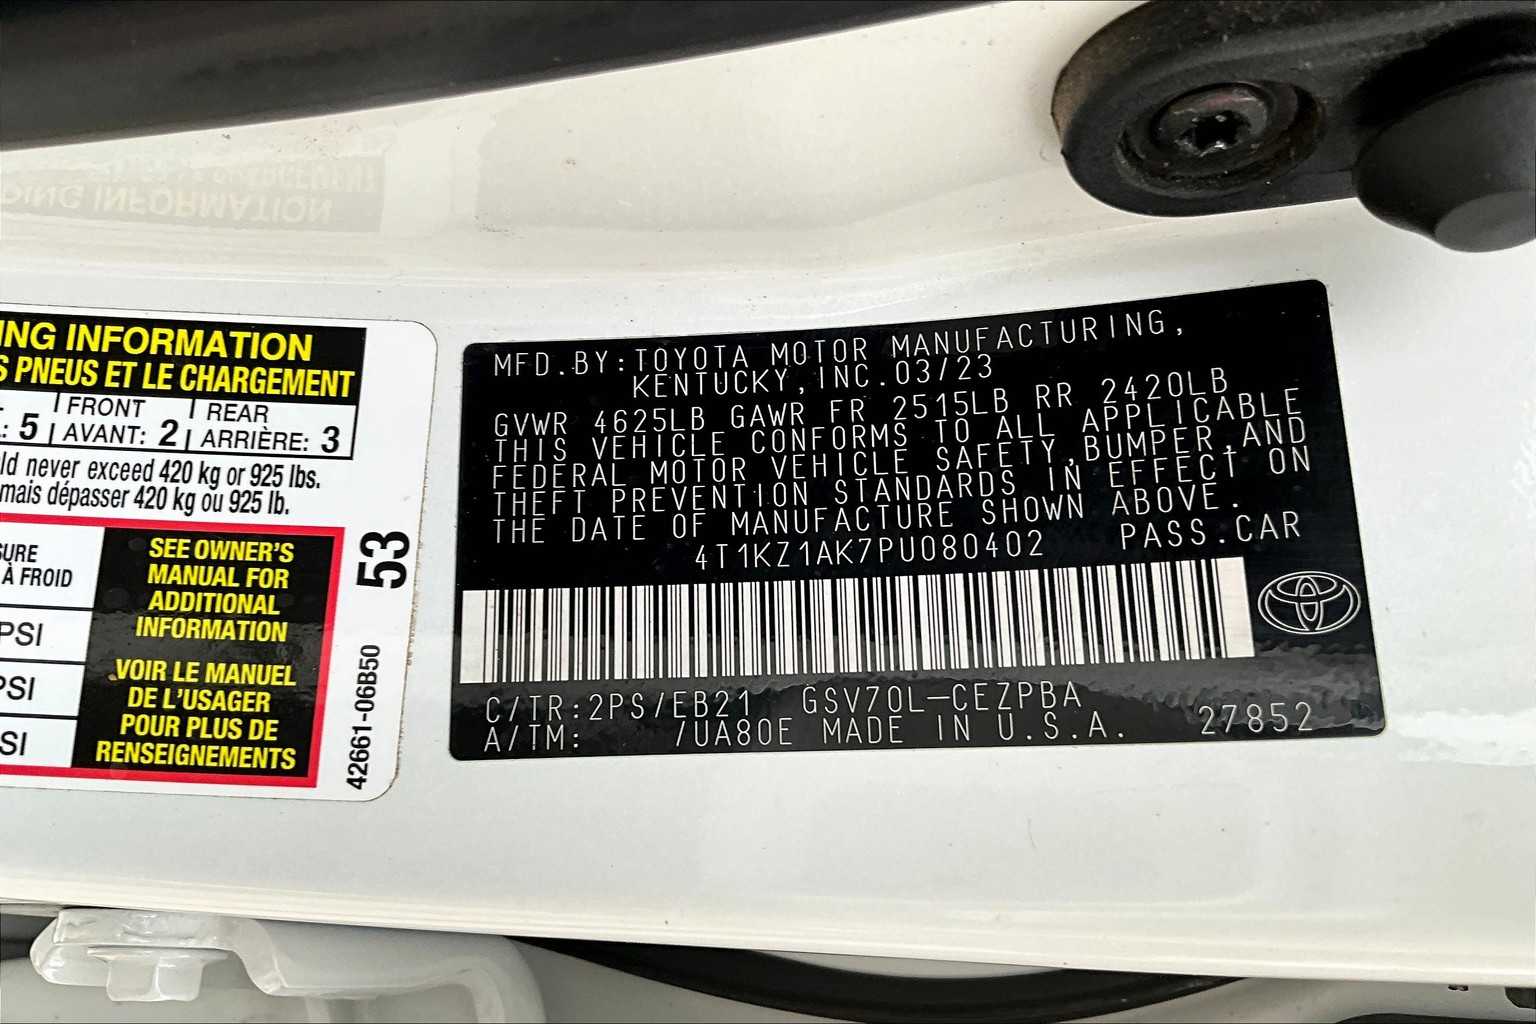 ING INFORMATION
S PNEUS ET LE CHARGEMENT
: 5 FRONT AVANT: 2 REAR ARRIÈRE: 3
ld never exceed 420 kg or 925 lbs.
mais dépasser 420 kg ou 925 lb.
SURE
À FROID
PSI
PSI
SI
SEE OWNER'S
MANUAL FOR
ADDITIONAL
INFORMATION
VOIR LE MANUEL
DE L'USAGER
POUR PLUS DE
RENSEIGNEMENTS
53
42661-06B50
MFD.BY:TOYOTA MOTOR MANUFACTURING,
KENTUCKY,INC.03/23
GVWR 4625LB GAWR FR 2515LB RR 2420LB
THIS VEHICLE CONFORMS TO ALL APPLICABLE
FEDERAL MOTOR VEHICLE SAFETY,BUMPER,AND
THEFT PREVENTION STANDARDS IN EFFECT ON
THE DATE OF MANUFACTURE SHOWN ABOVE.
4T1KZ1AK7PU080402 PASS.CAR
C/TR:2PS/EB21 GSV70L-CEZPBA
A/TM: /UA80E MADE IN U.S.A. 27852